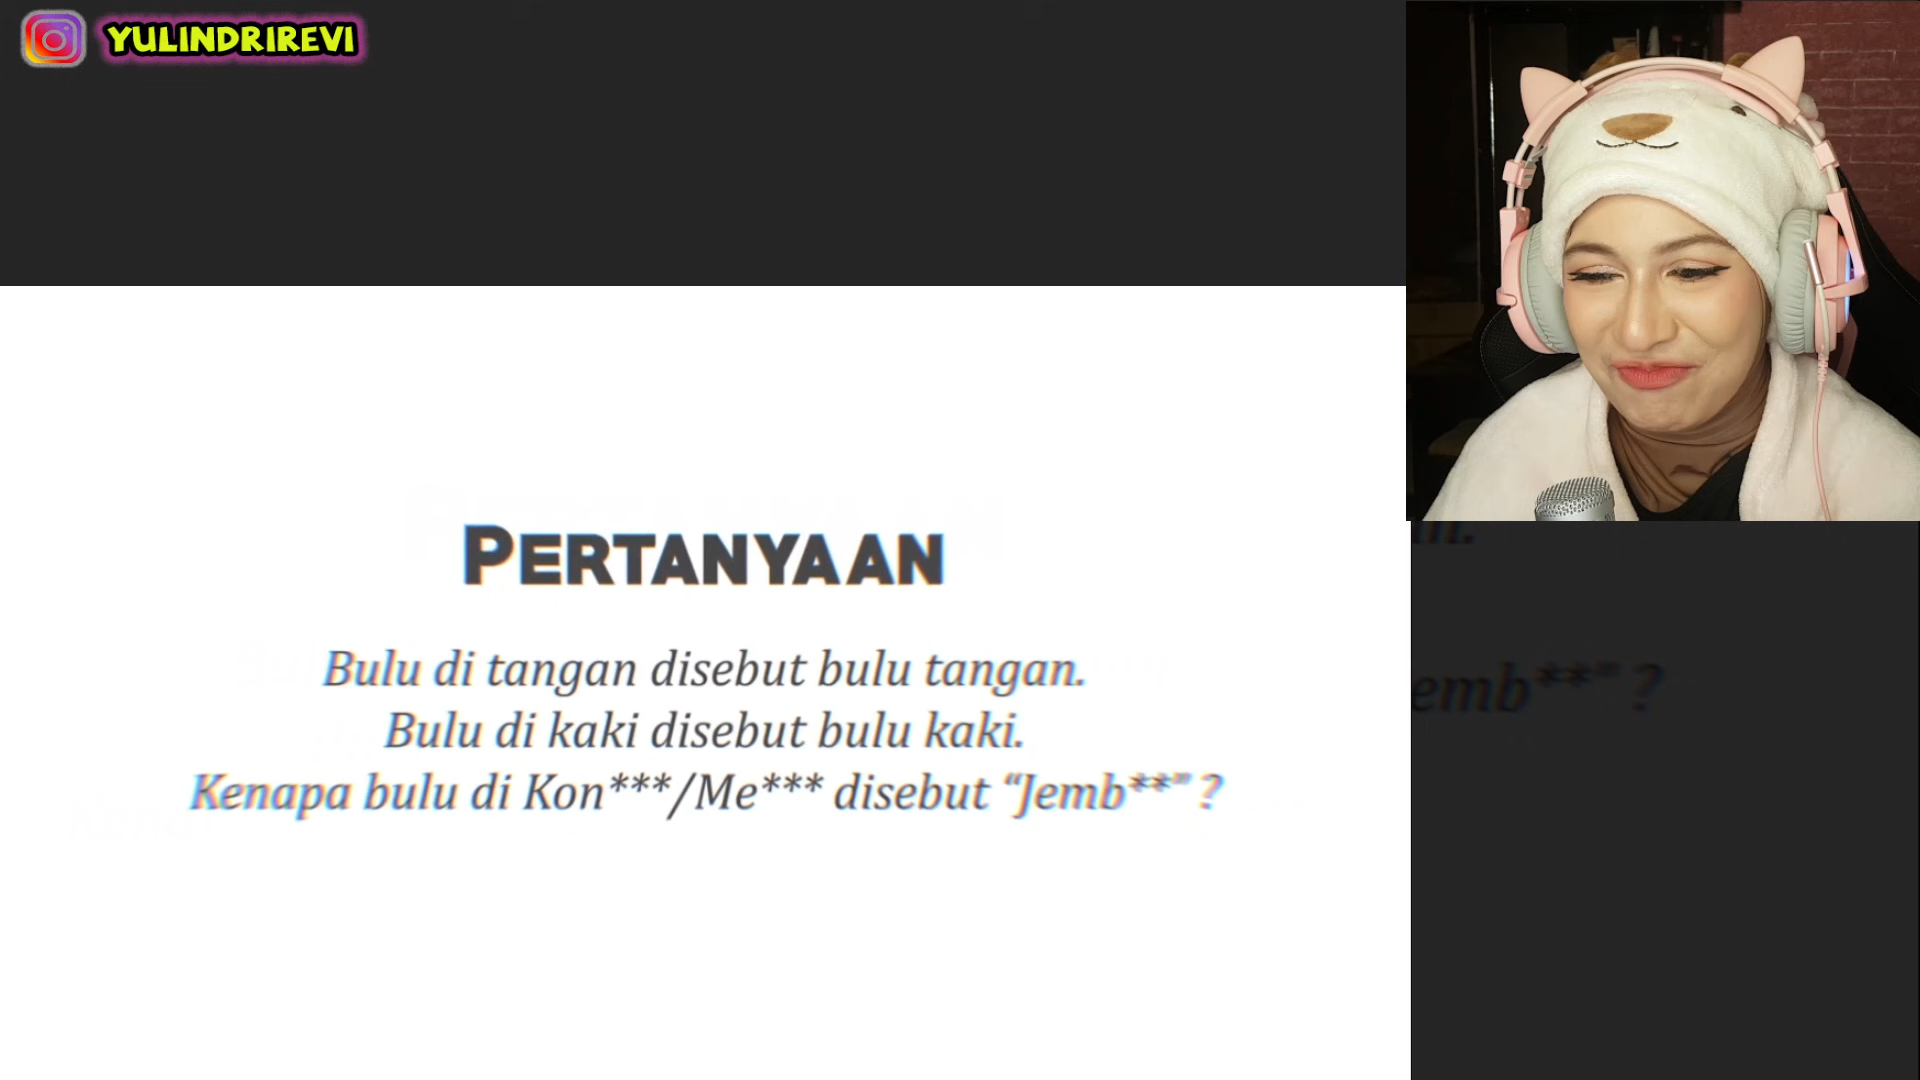 YULINDRIREVI
PERTANYAAN
Bulu di tangan disebut bulu tangan.
Bulu di kaki disebut bulu kaki.
Kenapa bulu di Kon***/Me*** disebut “Jemb**” ?
emb**” ?